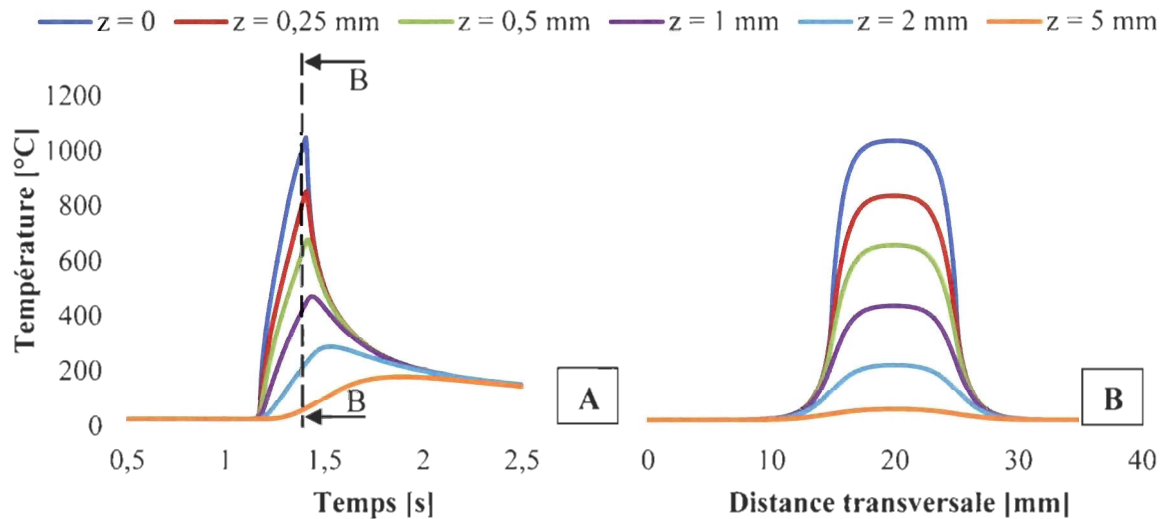 z = 0 z = 0,25 mm z = 0,5 mm z = 1 mm z = 2 mm z = 5 mm
B
1200
1000
800
600
400
200
0
Température [°C]
B
A
0,5 1 1,5 2 2,5
Temps [s]
B
0 10 20 30 40
Distance transversale [mm]